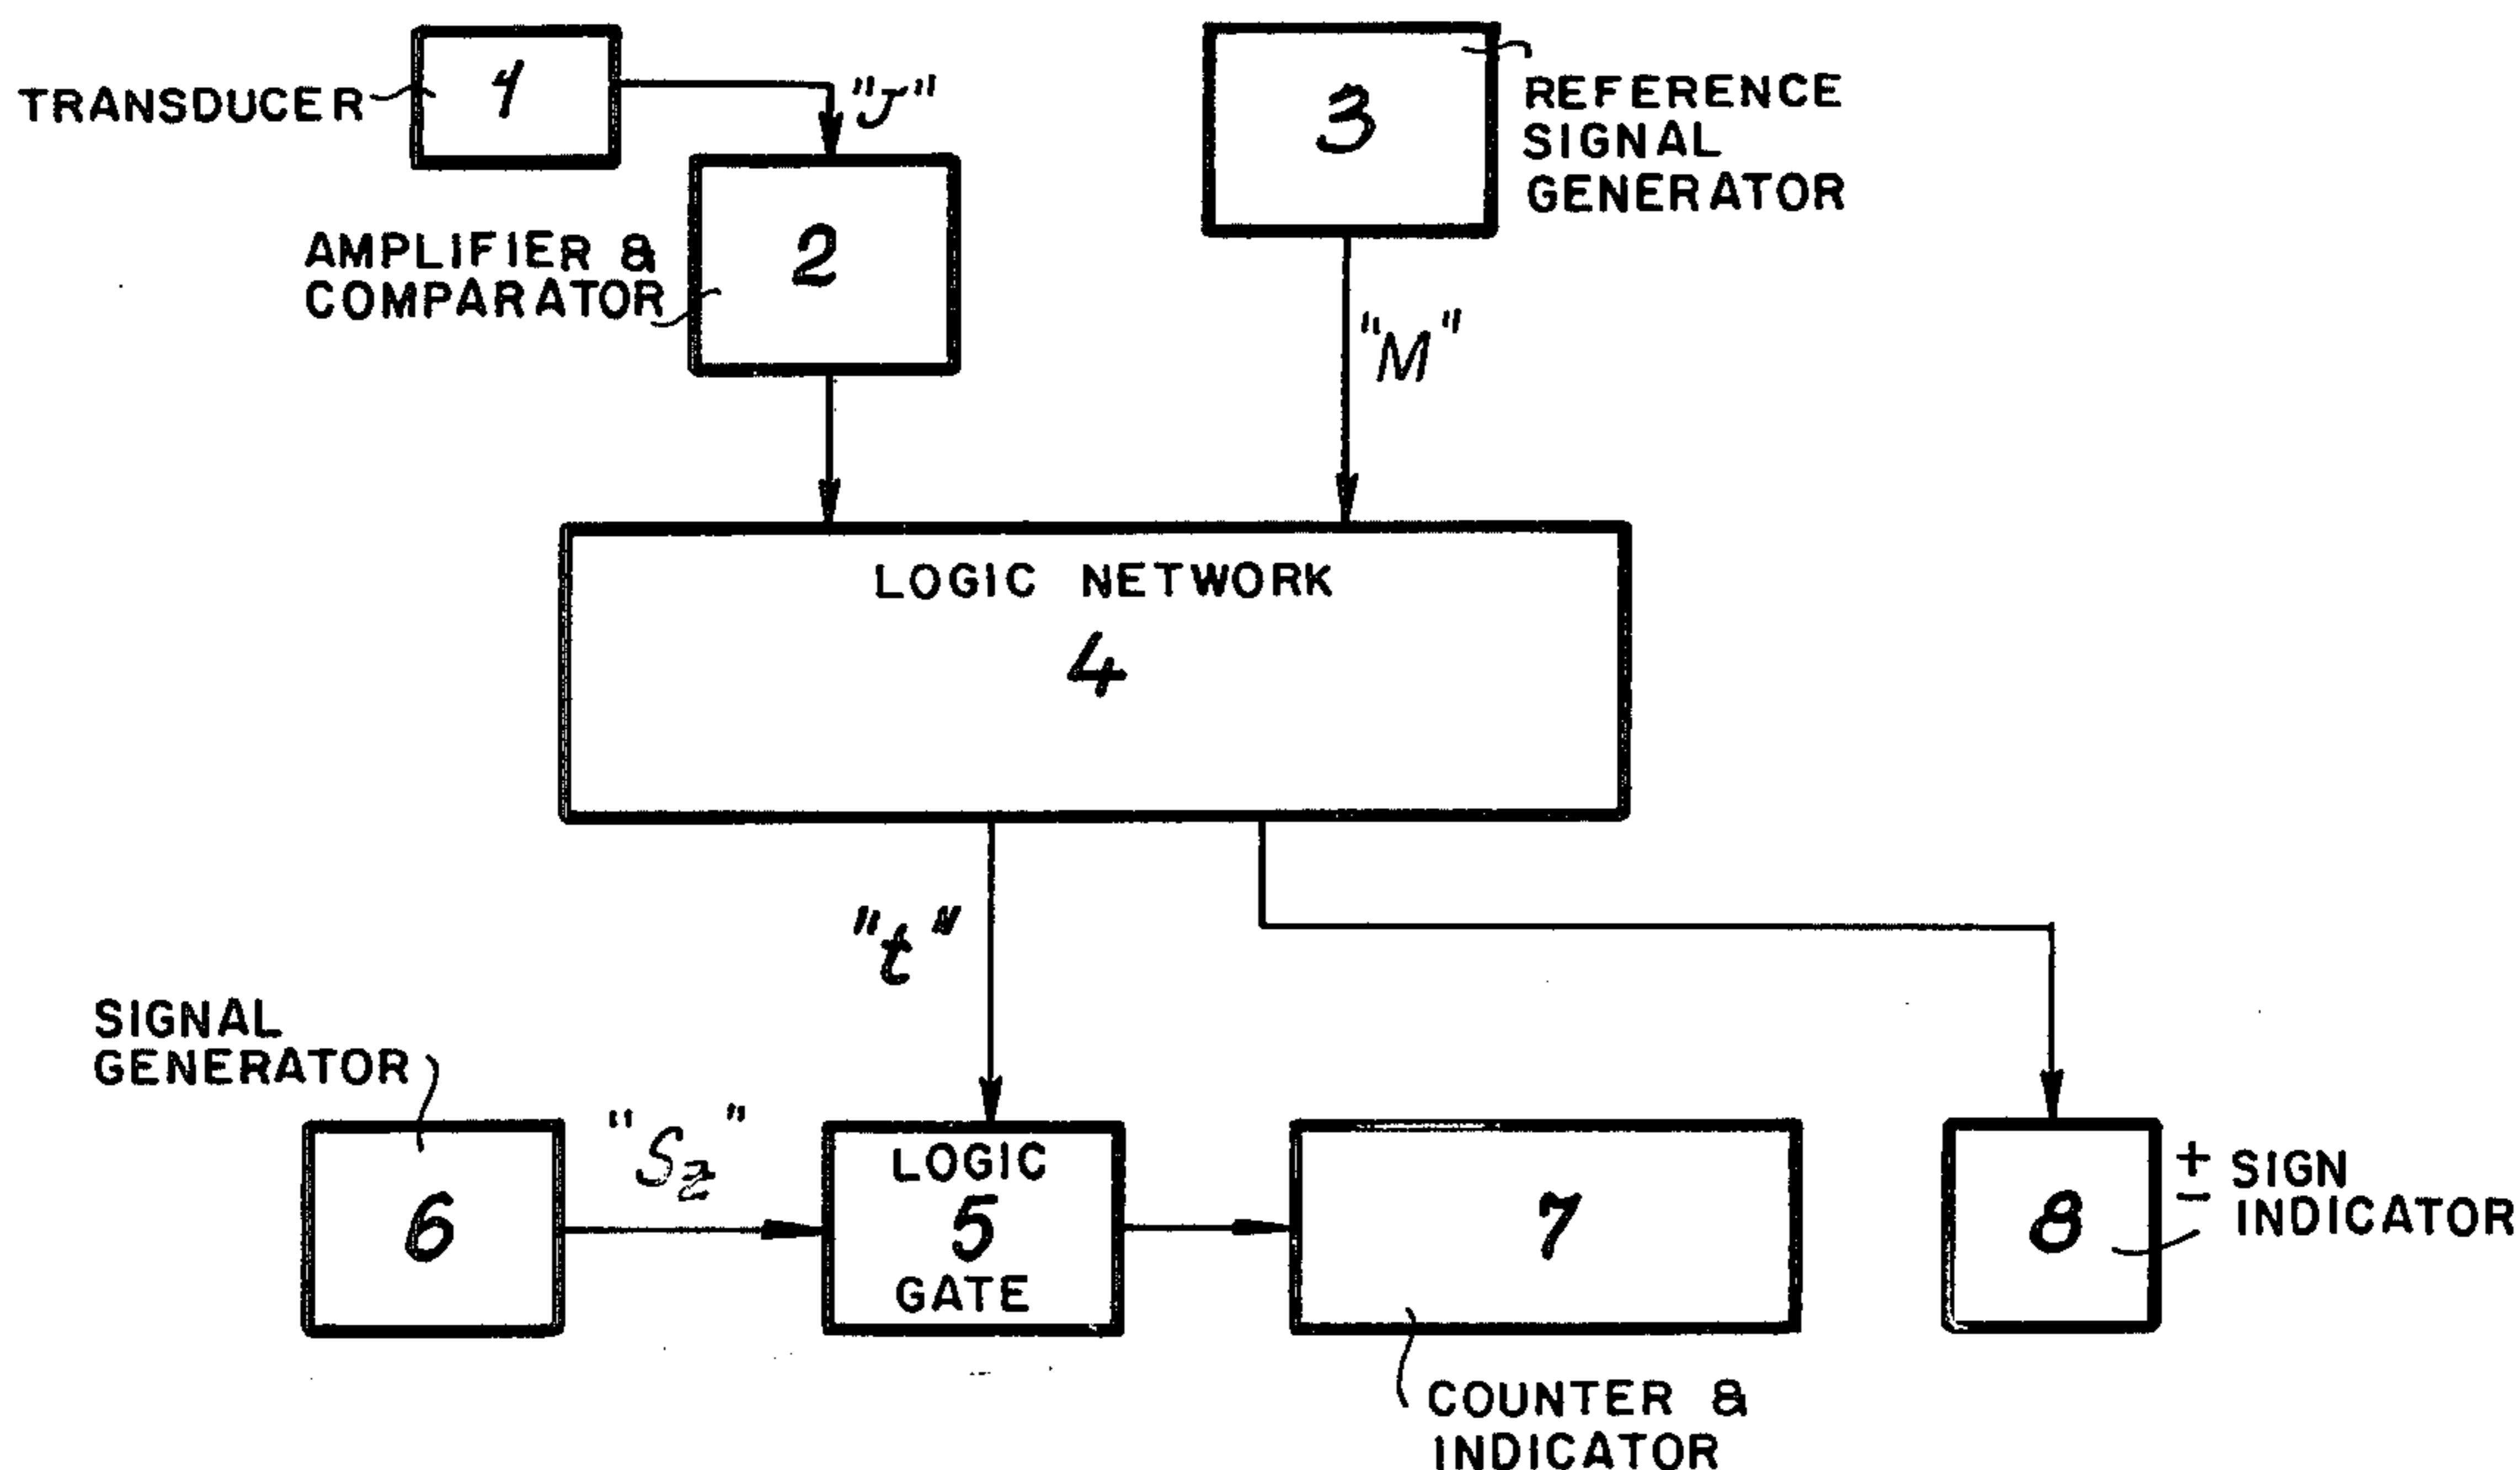 TRANSDUCER
1
"J"
AMPLIFIER &
COMPARATOR
2
3
REFERENCE
SIGNAL
GENERATOR
"M"
LOGIC NETWORK
4
"t"
SIGNAL
GENERATOR
6
"S2"
LOGIC
5
GATE
7
COUNTER &
INDICATOR
8
± SIGN
INDICATOR